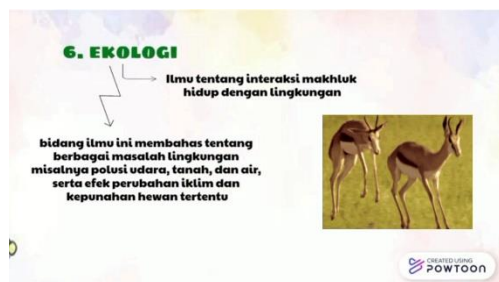 6. EKOLOGI
Ilmu tentang interaksi makhluk
hidup dengan lingkungan
bidang ilmu ini membahas tentang
berbagai masalah lingkungan
misalnya polusi udara, tanah, dan air,
serta efek perubahan iklim dan
kepunahan hewan tertentu
CREATED USING
POWTOON